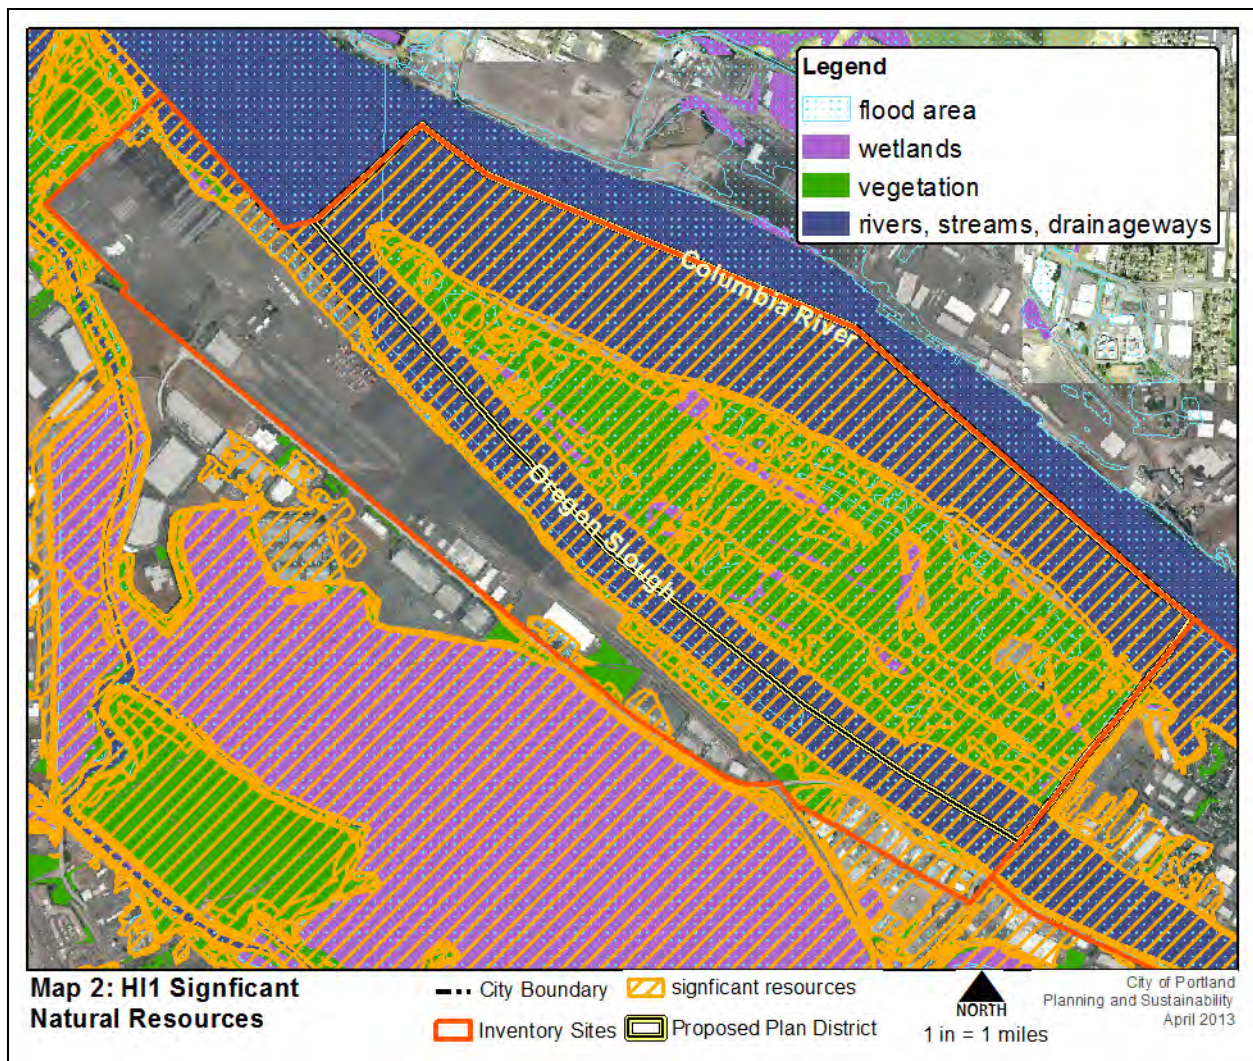 Legend
flood area
wetlands
vegetation
rivers, streams, drainageways
Columbia River
Oregon Slough
Map 2: HI1 Signficant
Natural Resources
City Boundary
signficant resources
Inventory Sites
Proposed Plan District
NORTH
1 in = 1 miles
City of Portland
Planning and Sustainability
April 2013